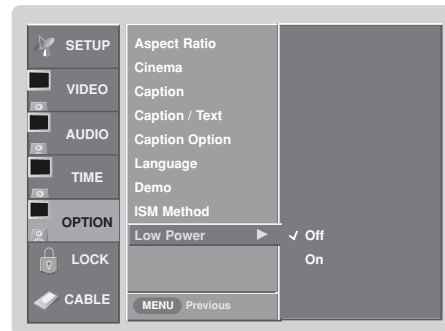 SETUP
VIDEO
AUDIO
TIME
OPTION
LOCK
CABLE
Aspect Ratio
Cinema
Caption
Caption / Text
Caption Option
Language
Demo
ISM Method
Low Power
Off
On
MENU Previous